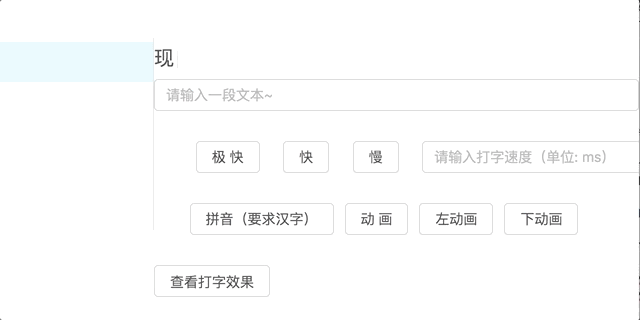 现
请输入一段文本~
极 快 快 慢 请输入打字速度（单位: ms）
拼音（要求汉字） 动 画 左动画 下动画
查看打字效果